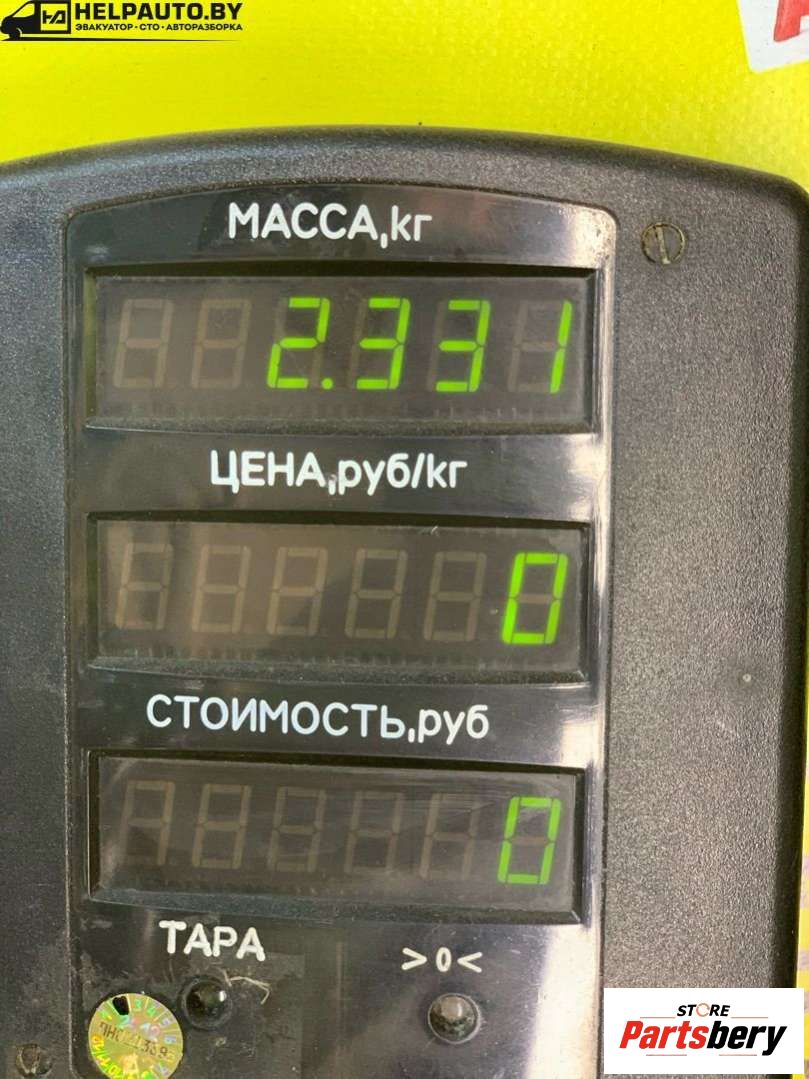 HELPAUTO.BY
ЭВАКУАТОР · СТО · АВТОРАЗБОРКА
МАССА,кг
2.331
ЦЕНА,руб/кг
0
СТОИМОСТЬ,руб
0
ТАРА
>0<
STORE
Partsbery